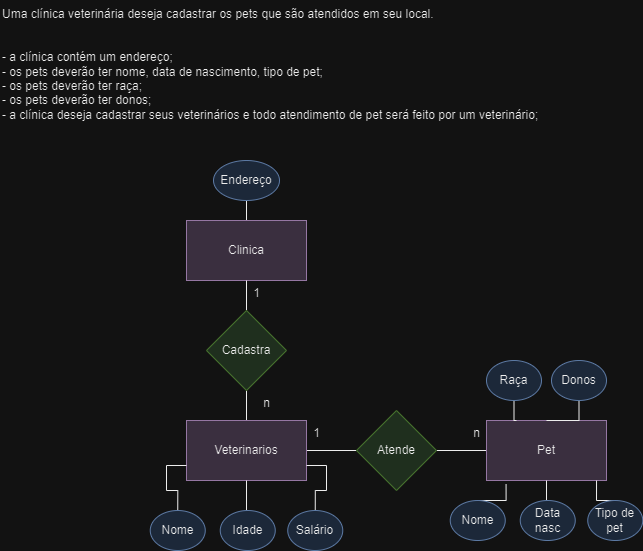 Uma clínica veterinária deseja cadastrar os pets que são atendidos em seu local.
- a clínica contém um endereço;
- os pets deverão ter nome, data de nascimento, tipo de pet;
- os pets deverão ter raça;
- os pets deverão ter donos;
- a clínica deseja cadastrar seus veterinários e todo atendimento de pet será feito por um veterinário;
Endereço
Clinica
1
Cadastra
n
Raça
Donos
Veterinarios
1
Atende
n
Pet
Nome
Idade
Salário
Nome
Data
nasc
Tipo de
pet